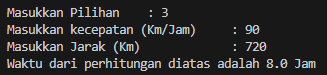 Masukkan Pilihan    : 3
Masukkan kecepatan (Km/Jam)     : 90
Masukkan Jarak (Km)             : 720
Waktu dari perhitungan diatas adalah 8.0 Jam